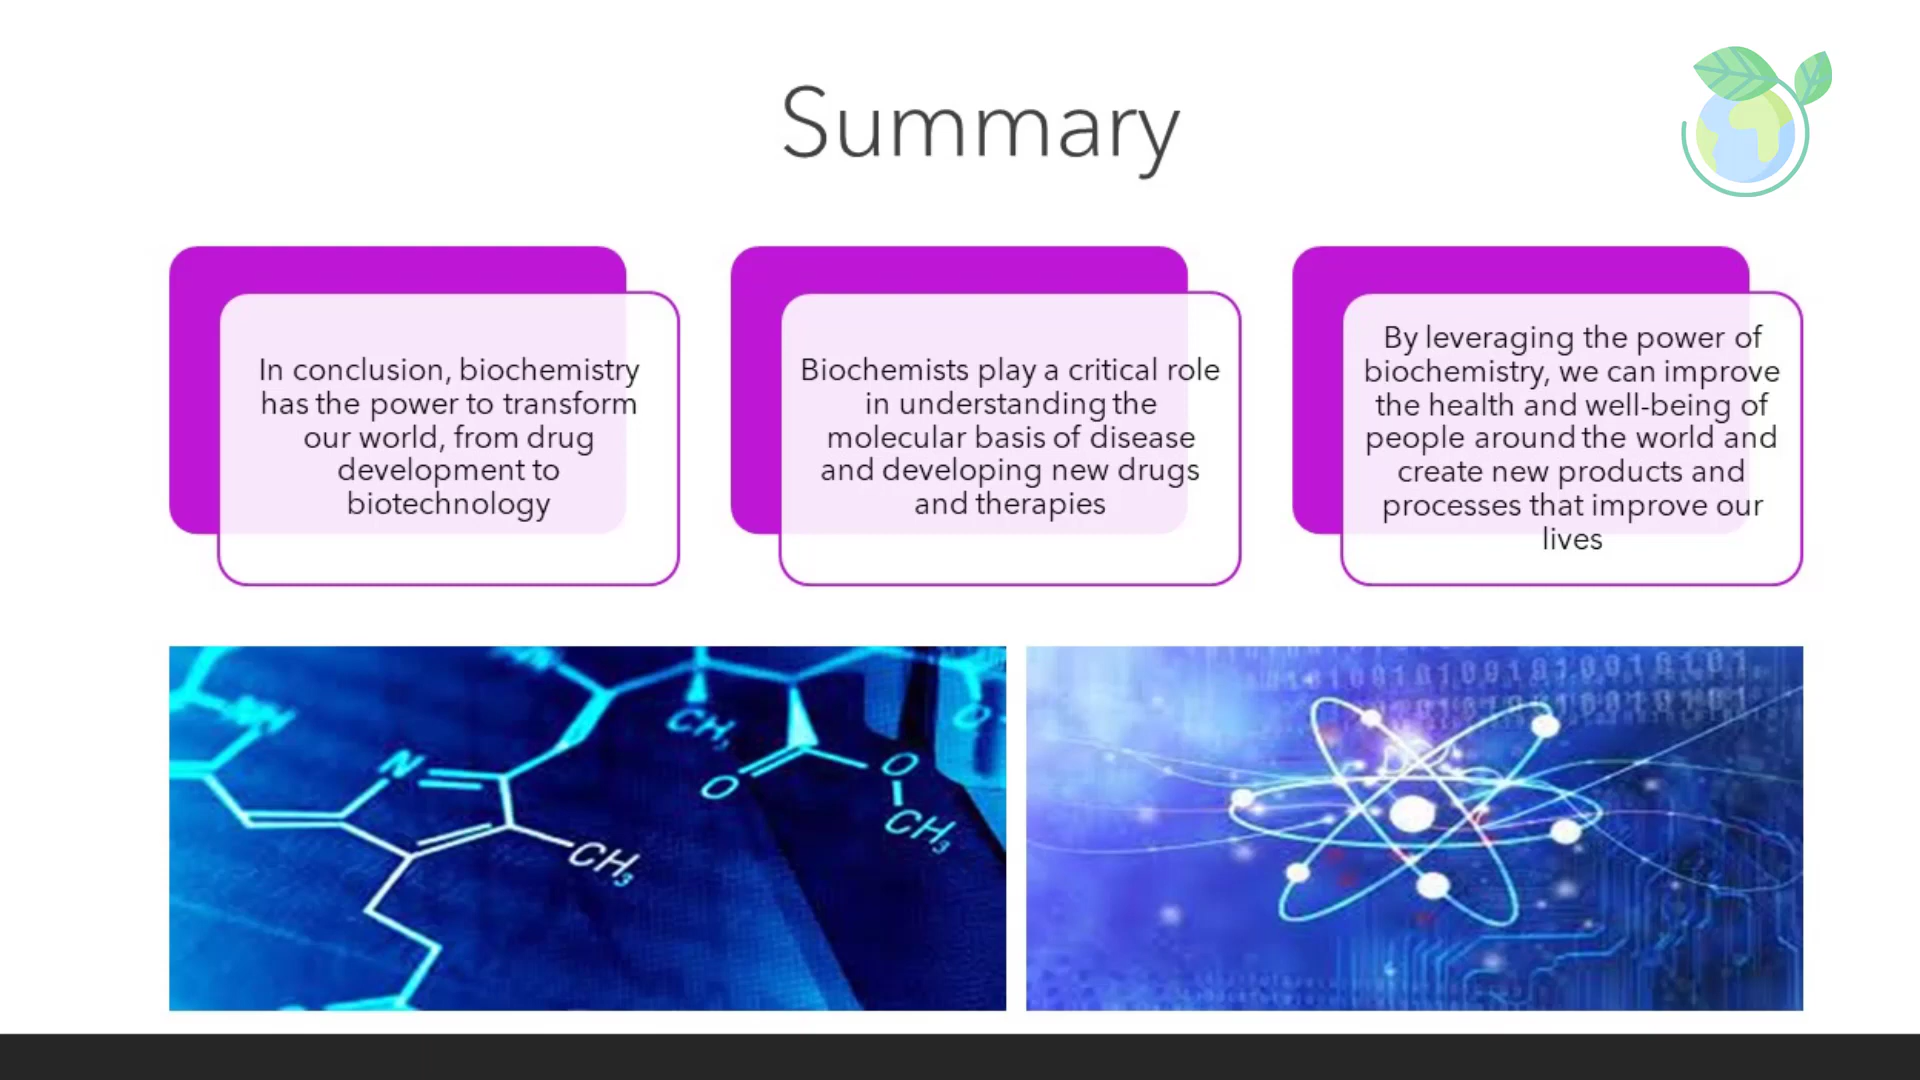 Summary
In conclusion, biochemistry
has the power to transform
our world, from drug
development to
biotechnology
Biochemists play a critical role
in understanding the
molecular basis of disease
and developing new drugs
and therapies
By leveraging the power of
biochemistry, we can improve
the health and well-being of
people around the world and
create new products and
processes that improve our
lives
CH₃
O
O
N
O
CH₃
CH₃